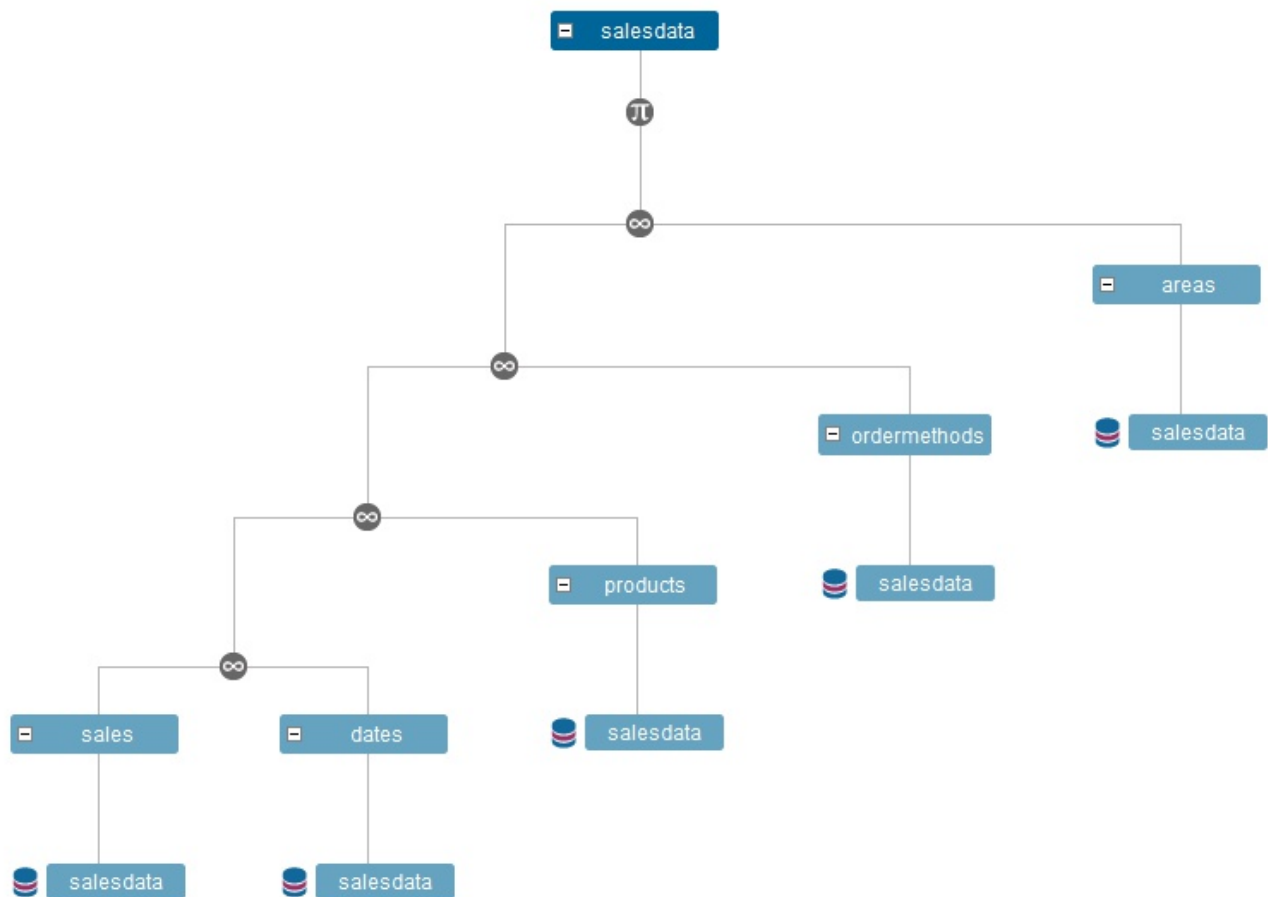 salesdata
π
∞
areas
∞
ordermethods
salesdata
∞
products
salesdata
∞
sales
dates
salesdata
salesdata
salesdata